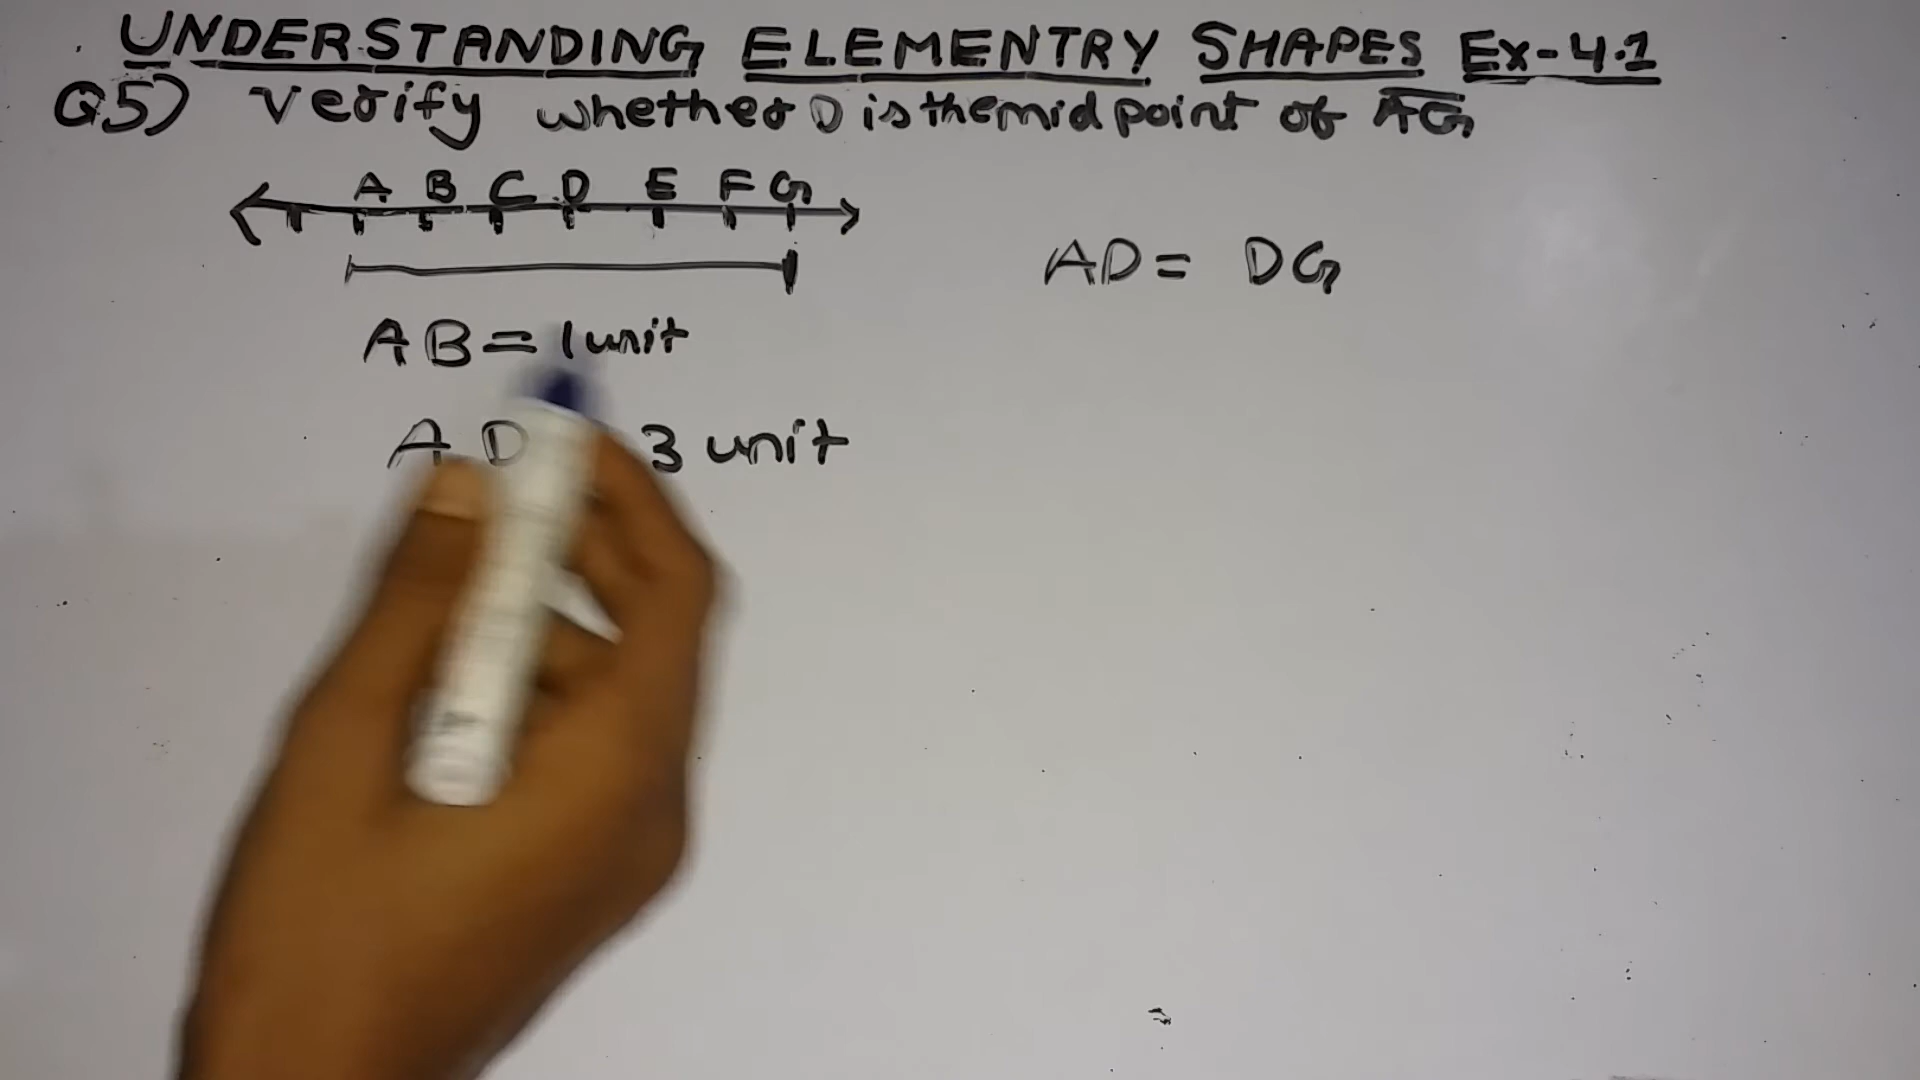 UNDERSTANDING ELEMENTRY SHAPES Ex-4.1
Q5) Verify whether D is the mid point of AG
A B C D E F G
AD = DG
AB = 1 unit
AD 3 unit